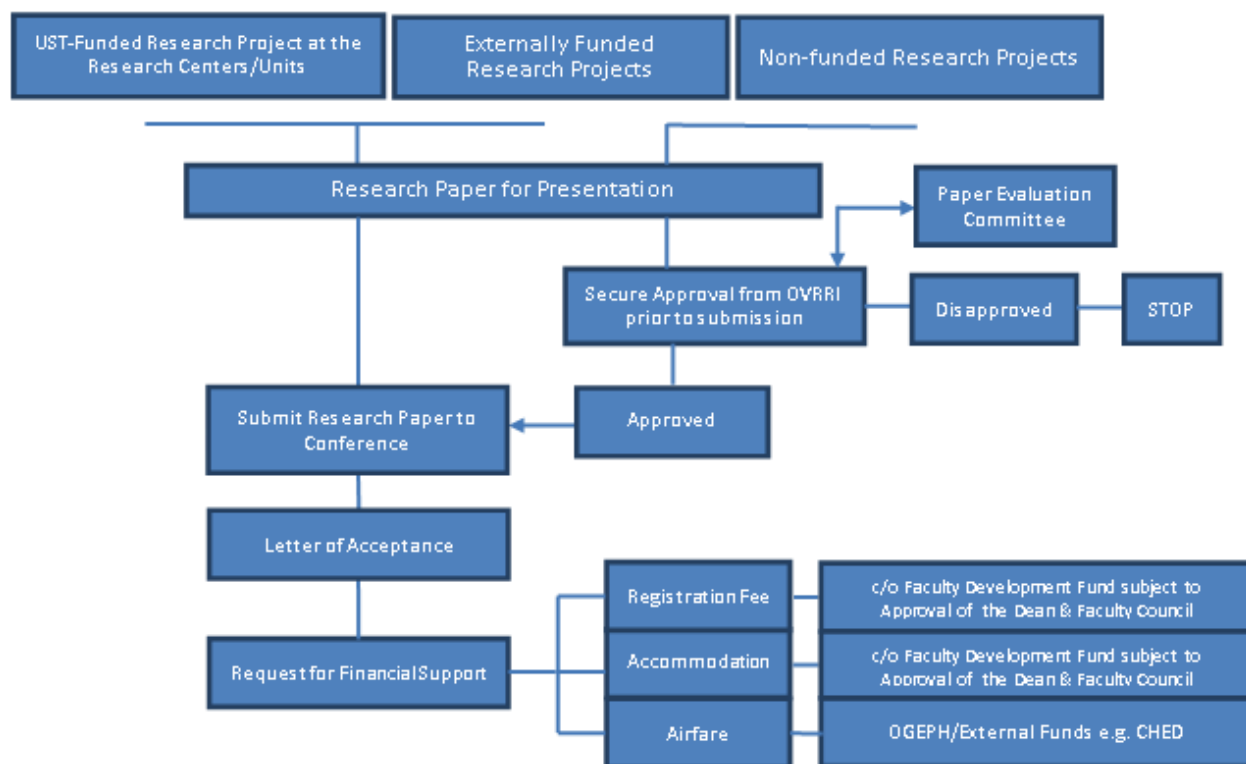 UST-Funded Research Project at the
Research Centers/Units
Externally Funded
Research Projects
Non-funded Research Projects
Research Paper for Presentation
Paper Evaluation
Committee
Secure Approval from OVRRI
prior to submission
Disapproved
STOP
Submit Research Paper to
Conference
Approved
Letter of Acceptance
Registration Fee
c/o Faculty Development Fund subject to
Approval of the Dean & Faculty Council
Request for Financial Support
Accommodation
c/o Faculty Development Fund subject to
Approval of the Dean & Faculty Council
Airfare
OGEPH/External Funds e.g. CHED